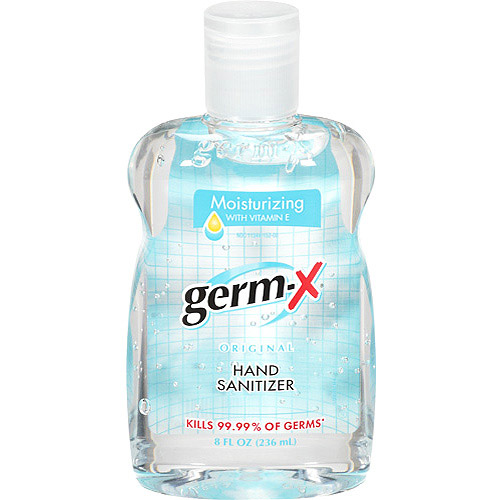 Moisturizing
WITH VITAMIN E
germ-X
ORIGINAL
HAND
SANITIZER
KILLS 99.99% OF GERMS*
8 FL OZ (236 mL)